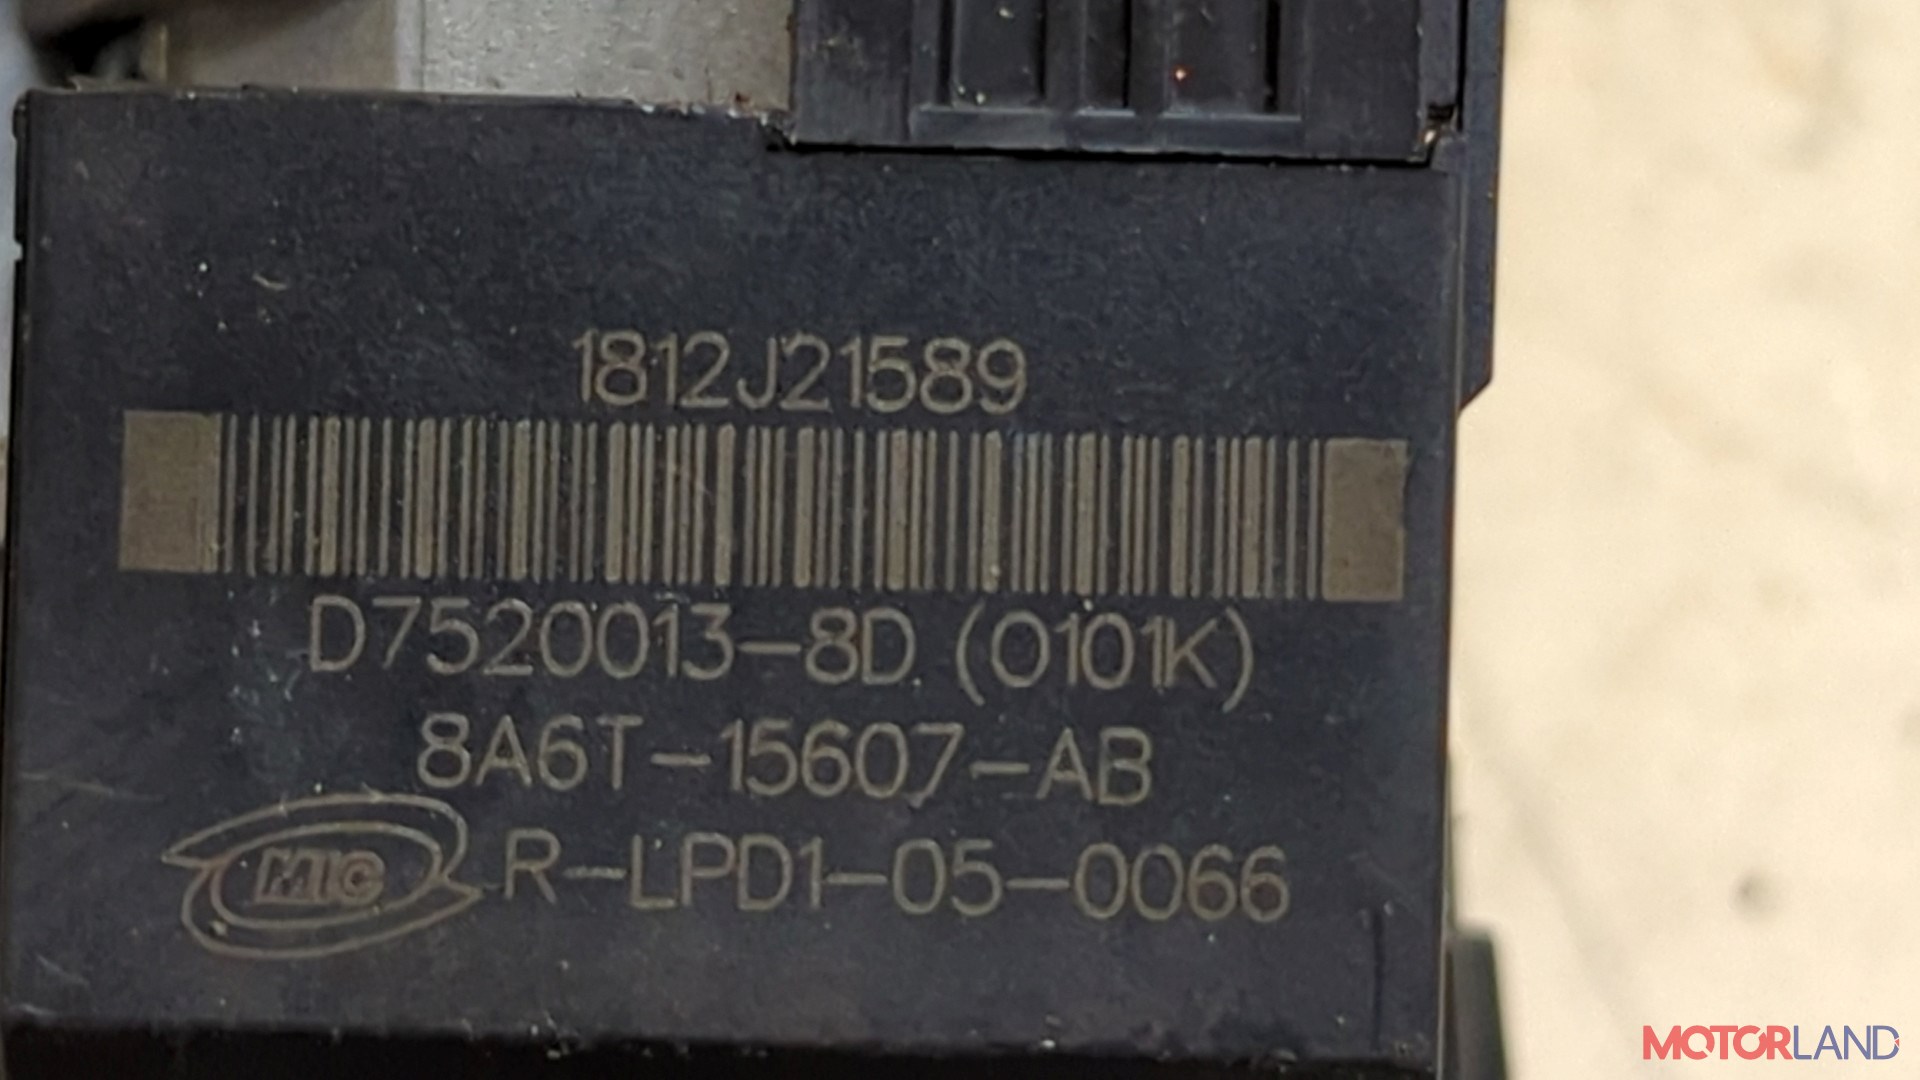 1812J21589
D7520013-8D (0101K)
8A6T-15607-AB
MIC R-LPD1-05-0066
MOTORLAND